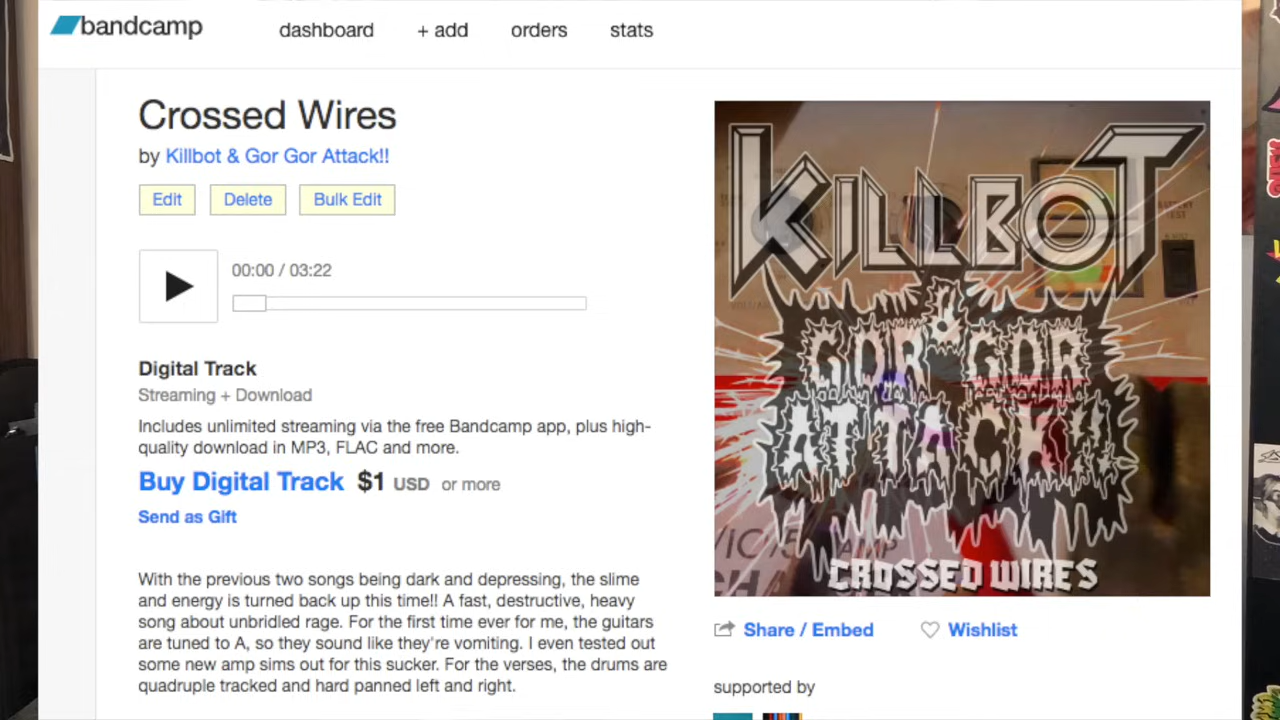 bandcamp
dashboard + add orders stats
Crossed Wires
by Killbot & Gor Gor Attack!!
Edit Delete Bulk Edit
00:00 / 03:22
Digital Track
Streaming + Download
Includes unlimited streaming via the free Bandcamp app, plus high-
quality download in MP3, FLAC and more.
Buy Digital Track $1 USD or more
Send as Gift
With the previous two songs being dark and depressing, the slime
and energy is turned back up this time!! A fast, destructive, heavy
song about unbridled rage. For the first time ever for me, the guitars
are tuned to A, so they sound like they're vomiting. I even tested out
some new amp sims out for this sucker. For the verses, the drums are
quadruple tracked and hard panned left and right.
KILLBOT
BATTERY
TEST
GOR GOR
ATTACK!!
CROSSED WIRES
Share / Embed Wishlist
supported by